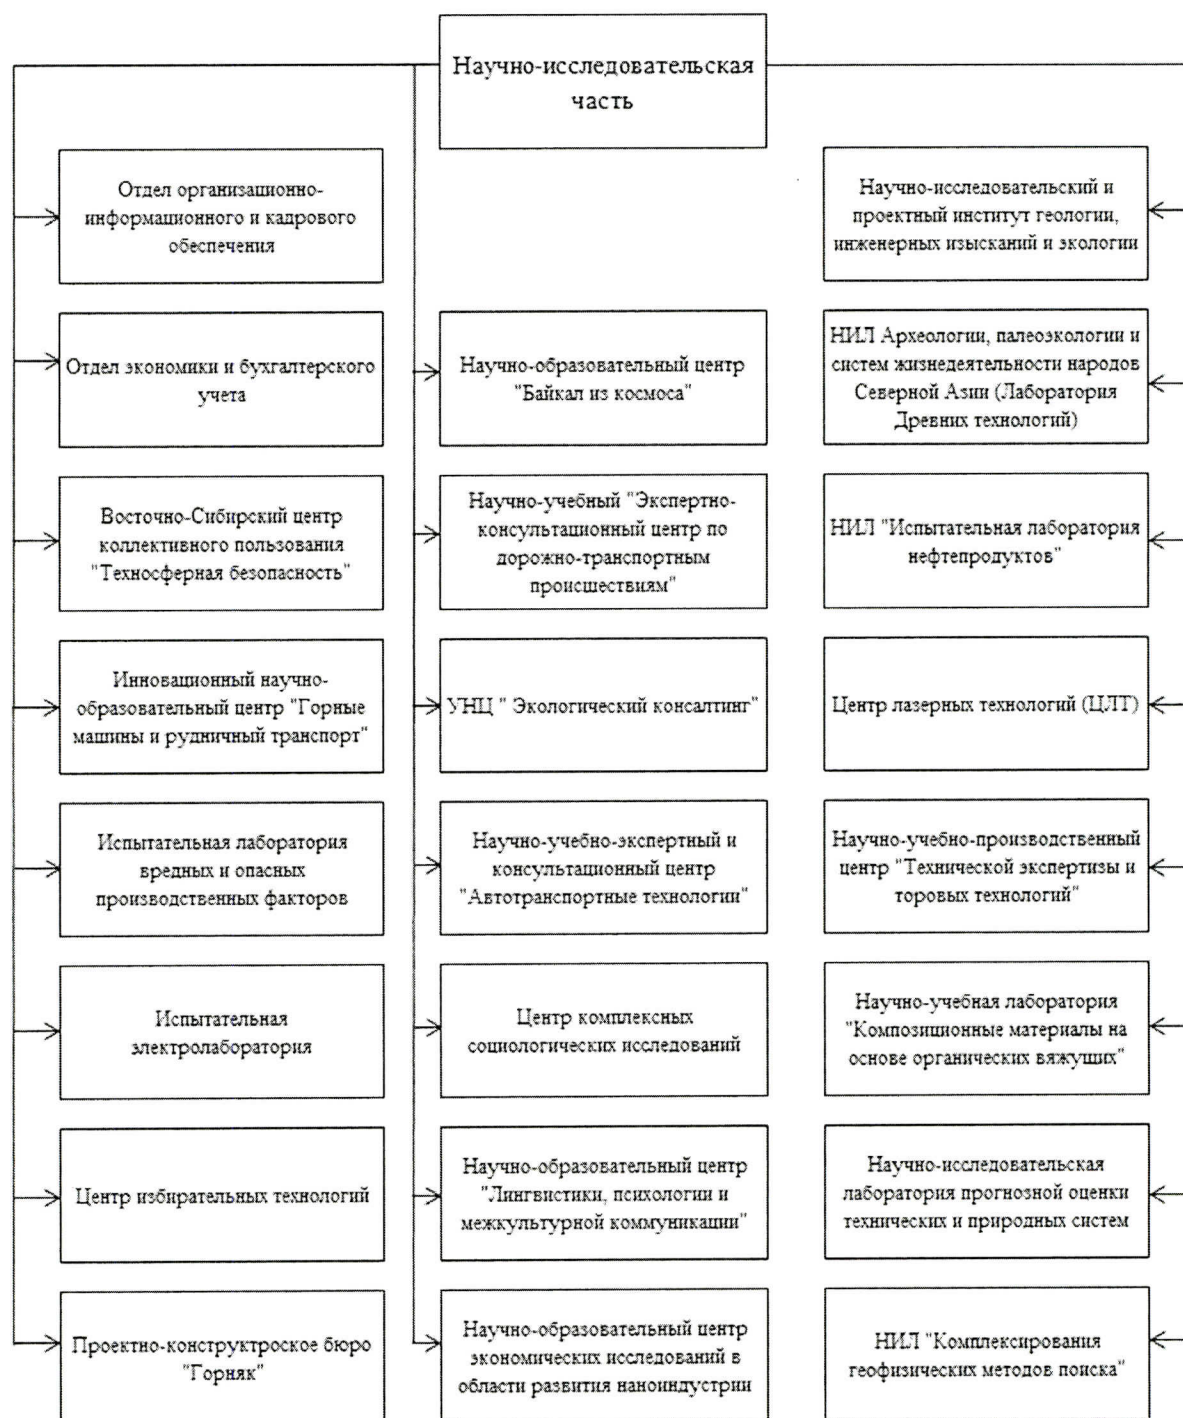 Научно-исследовательская
часть
Отдел организационно-
информационного и кадрового
обеспечения
Отдел экономики и бухгалтерского
учета
Восточно-Сибирский центр
коллективного пользования
"Техносферная безопасность"
Инновационный научно-
образовательный центр "Горные
машины и рудничный транспорт"
Испытательная лаборатория
вредных и опасных
производственных факторов
Испытательная
электролаборатория
Центр избирательных технологий
Проектно-конструктроское бюро
"Горняк"
Научно-образовательный центр
"Байкал из космоса"
Научно-учебный "Экспертно-
консультационный центр по
дорожно-транспортным
происшествиям"
УНЦ " Экологический консалтинг"
Научно-учебно-экспертный и
консультационный центр
"Автотранспортные технологии"
Центр комплексных
социологических исследований
Научно-образовательный центр
"Лингвистики, психологии и
межкультурной коммуникации"
Научно-образовательный центр
экономических исследований в
области развития наноиндустрии
Научно-исследовательский и
проектный институт геологии,
инженерных изысканий и экологии
НИЛ Археологии, палеоэкологии и
систем жизнедеятельности народов
Северной Азии (Лаборатория
Древних технологий)
НИЛ "Испытательная лаборатория
нефтепродуктов"
Центр лазерных технологий (ЦЛТ)
Научно-учебно-производственный
центр "Технической экспертизы и
торовых технологий"
Научно-учебная лаборатория
"Композиционные материалы на
основе органических вяжущих"
Научно-исследовательская
лаборатория прогнозной оценки
технических и природных систем
НИЛ "Комплексирования
геофизических методов поиска"